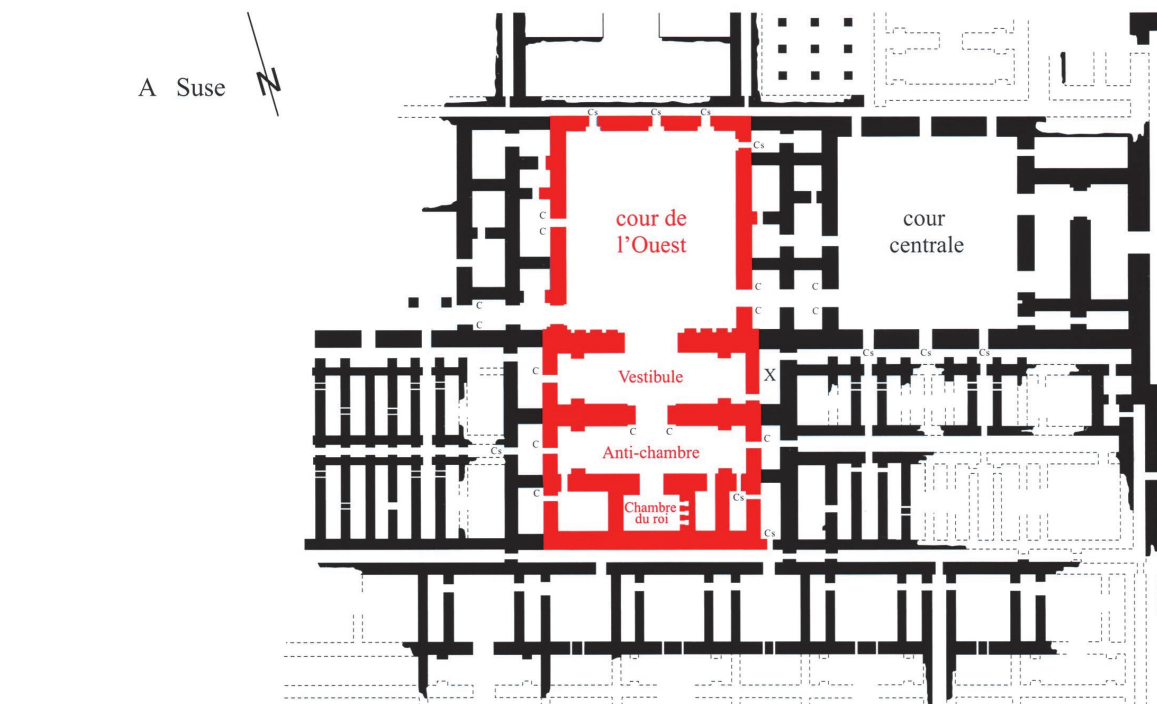 A Suse
N
Cs Cs Cs
Cs
C
C
cour de
l'Ouest
cour
centrale
C C
C C
C
C
Cs Cs Cs
C
Vestibule
X
C C
C
C
Cs
Anti-chambre
C
Cs
Chambre
du roi
Cs